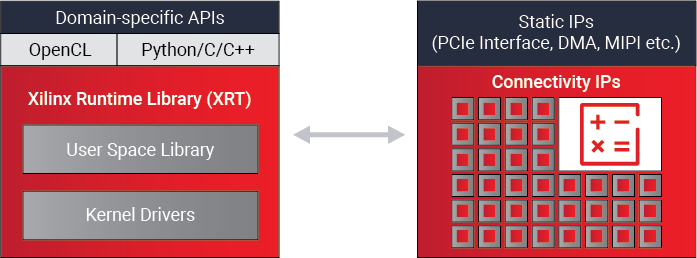 Domain-specific APIs
OpenCL
Python/C/C++
Xilinx Runtime Library (XRT)
User Space Library
Kernel Drivers
Static IPs
(PCIe Interface, DMA, MIPI etc.)
Connectivity IPs
+ −
× =